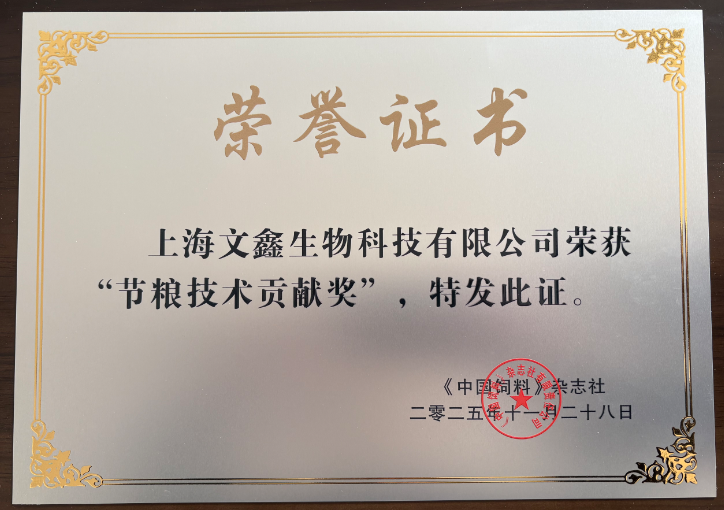 荣誉证书
上海文鑫生物科技有限公司荣获
“节粮技术贡献奖”，特发此证。
《中国饲料》杂志社
二零二五年十一月二十八日